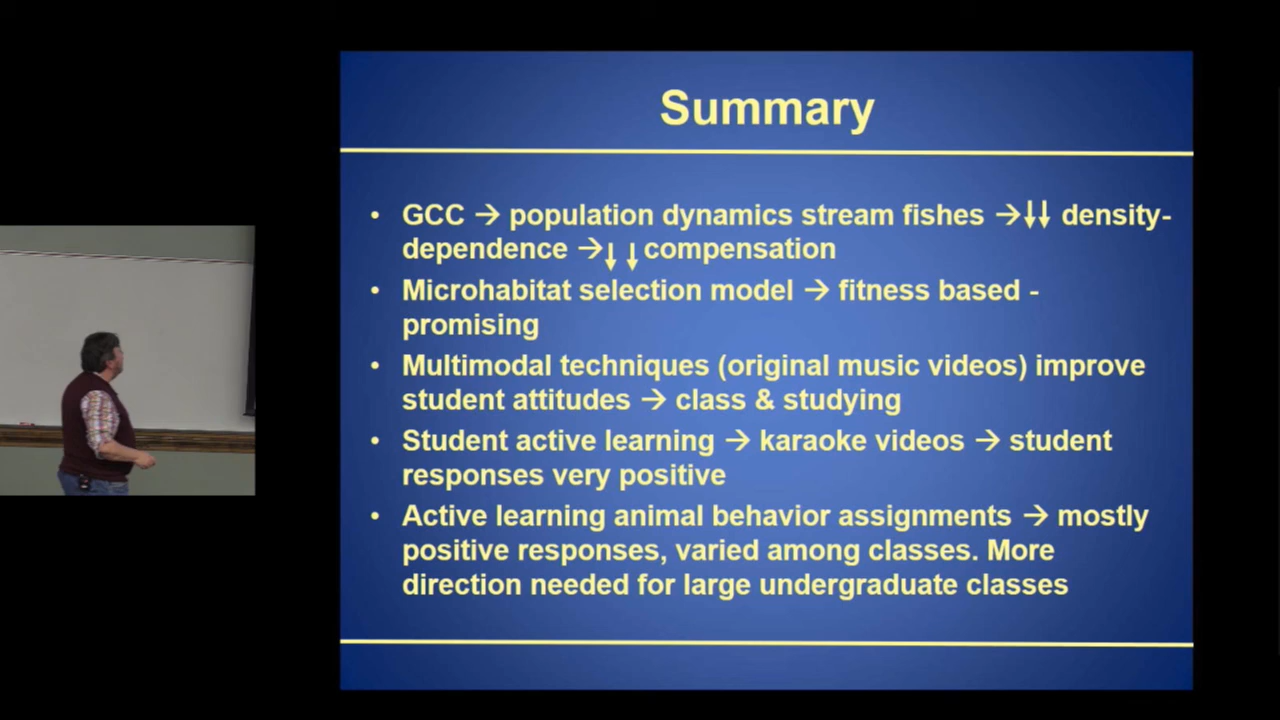 Summary
• GCC → population dynamics stream fishes →↓↓ density-
dependence →↓ ↓ compensation
• Microhabitat selection model → fitness based -
promising
• Multimodal techniques (original music videos) improve
student attitudes → class & studying
• Student active learning → karaoke videos → student
responses very positive
• Active learning animal behavior assignments → mostly
positive responses, varied among classes. More
direction needed for large undergraduate classes